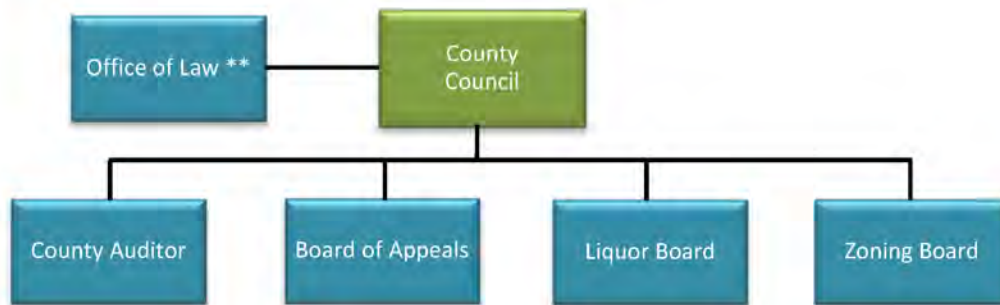 Office of Law **
County
Council
County Auditor
Board of Appeals
Liquor Board
Zoning Board